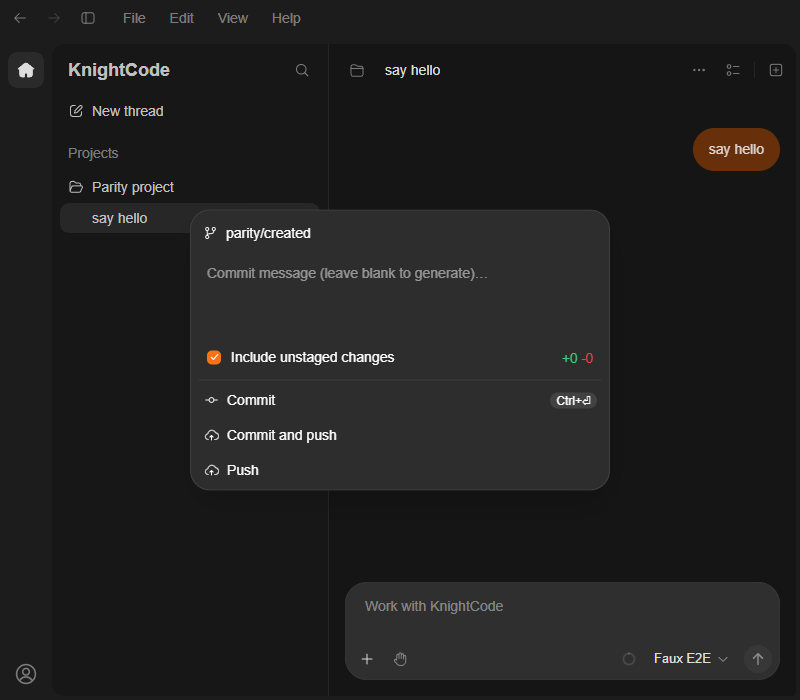 File Edit View Help
KnightCode
New thread
Projects
Parity project
say hello
say hello
say hello
parity/created
Commit message (leave blank to generate)…
Include unstaged changes +0 -0
Commit Ctrl+⏎
Commit and push
Push
Work with KnightCode
Faux E2E